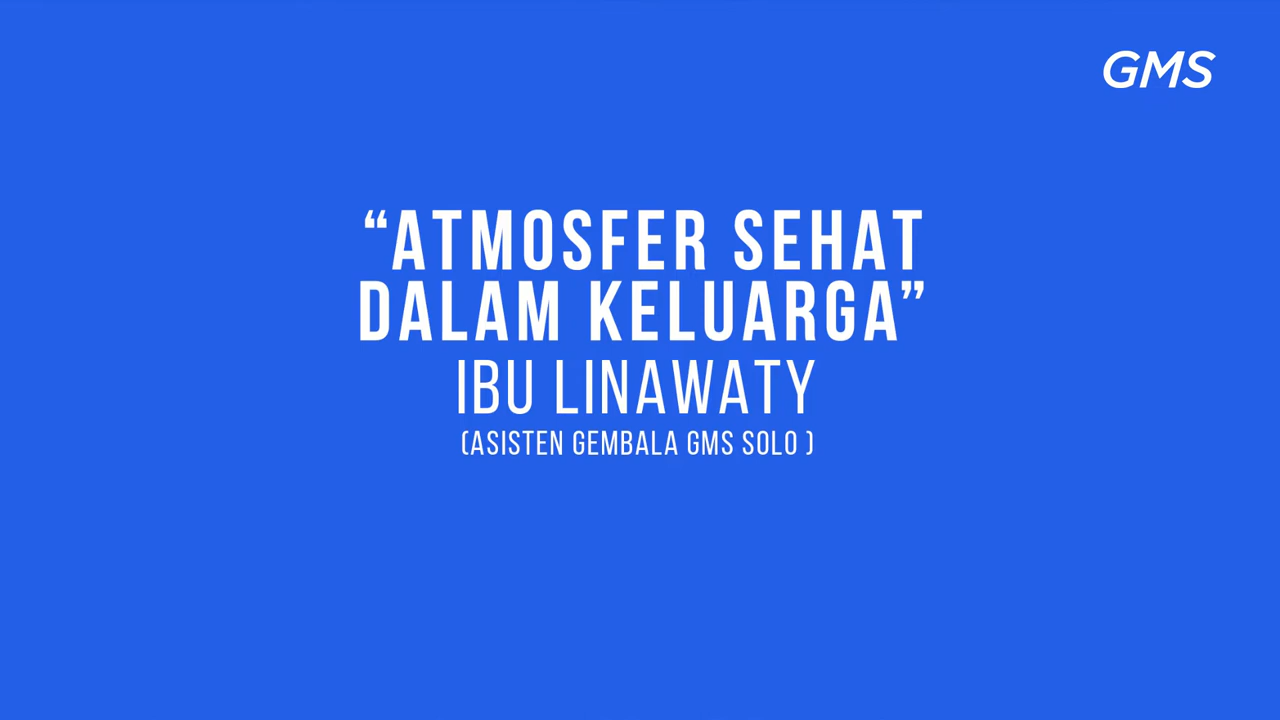 GMS
“ATMOSFER SEHAT
DALAM KELUARGA”
IBU LINAWATY
(ASISTEN GEMBALA GMS SOLO )